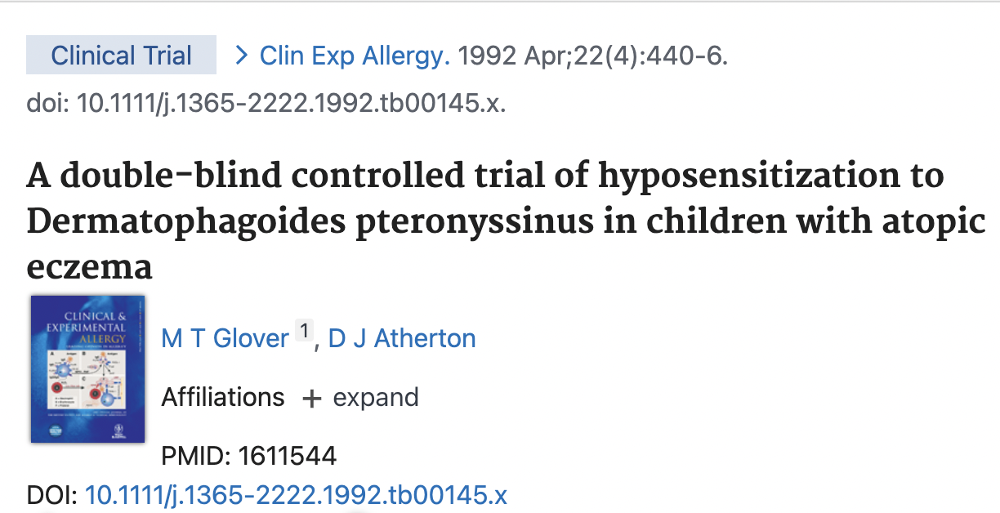 Clinical Trial > Clin Exp Allergy. 1992 Apr;22(4):440-6.
doi: 10.1111/j.1365-2222.1992.tb00145.x.
A double-blind controlled trial of hyposensitization to
Dermatophagoides pteronyssinus in children with atopic
eczema
CLINICAL &
EXPERIMENTAL
ALLERGY
M T Glover 1, D J Atherton
Affiliations + expand
PMID: 1611544
DOI: 10.1111/j.1365-2222.1992.tb00145.x